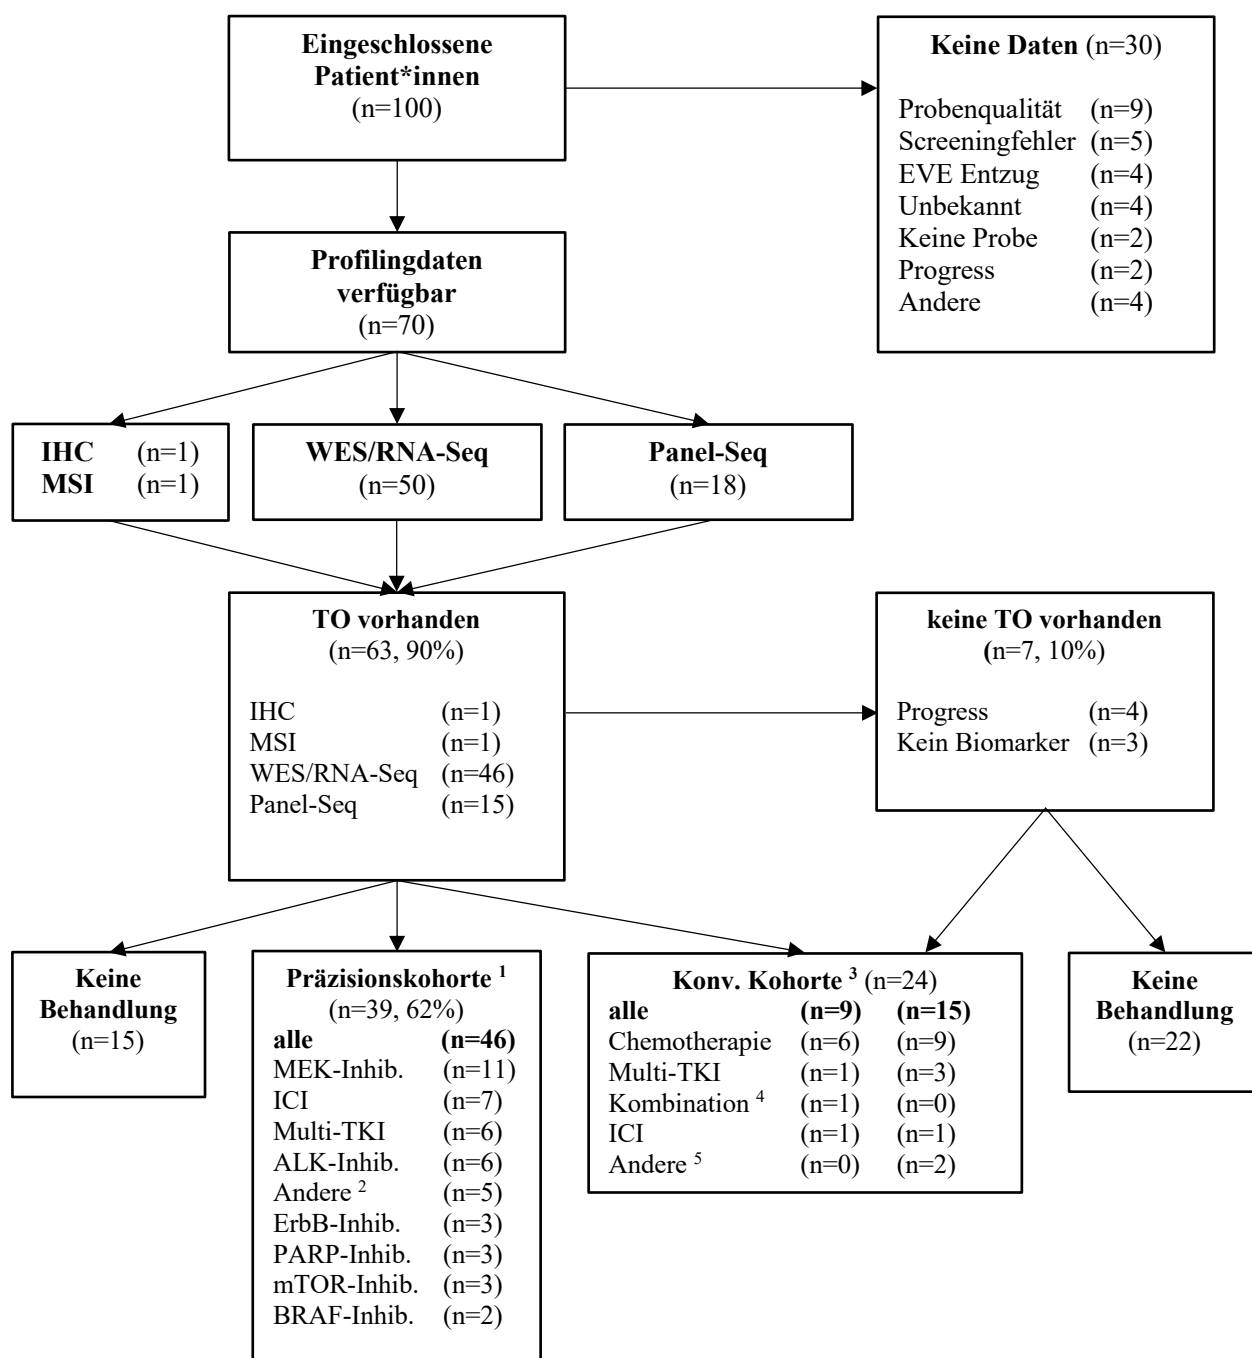 Eingeschlossene
Patient*innen
(n=100)
Keine Daten (n=30)
Probenqualität (n=9)
Screeningfehler (n=5)
EVE Entzug (n=4)
Unbekannt (n=4)
Keine Probe (n=2)
Progress (n=2)
Andere (n=4)
Profilingdaten
verfügbar
(n=70)
IHC (n=1)
MSI (n=1)
WES/RNA-Seq
(n=50)
Panel-Seq
(n=18)
TO vorhanden
(n=63, 90%)
IHC (n=1)
MSI (n=1)
WES/RNA-Seq (n=46)
Panel-Seq (n=15)
keine TO vorhanden
(n=7, 10%)
Progress (n=4)
Kein Biomarker (n=3)
Keine
Behandlung
(n=15)
Präzisionskohorte ¹
(n=39, 62%)
alle (n=46)
MEK-Inhib. (n=11)
ICI (n=7)
Multi-TKI (n=6)
ALK-Inhib. (n=6)
Andere ² (n=5)
ErbB-Inhib. (n=3)
PARP-Inhib. (n=3)
mTOR-Inhib. (n=3)
BRAF-Inhib. (n=2)
Konv. Kohorte ³ (n=24)
alle (n=9) (n=15)
Chemotherapie (n=6) (n=9)
Multi-TKI (n=1) (n=3)
Kombination ⁴ (n=1) (n=0)
ICI (n=1) (n=1)
Andere ⁵ (n=0) (n=2)
Keine
Behandlung
(n=22)